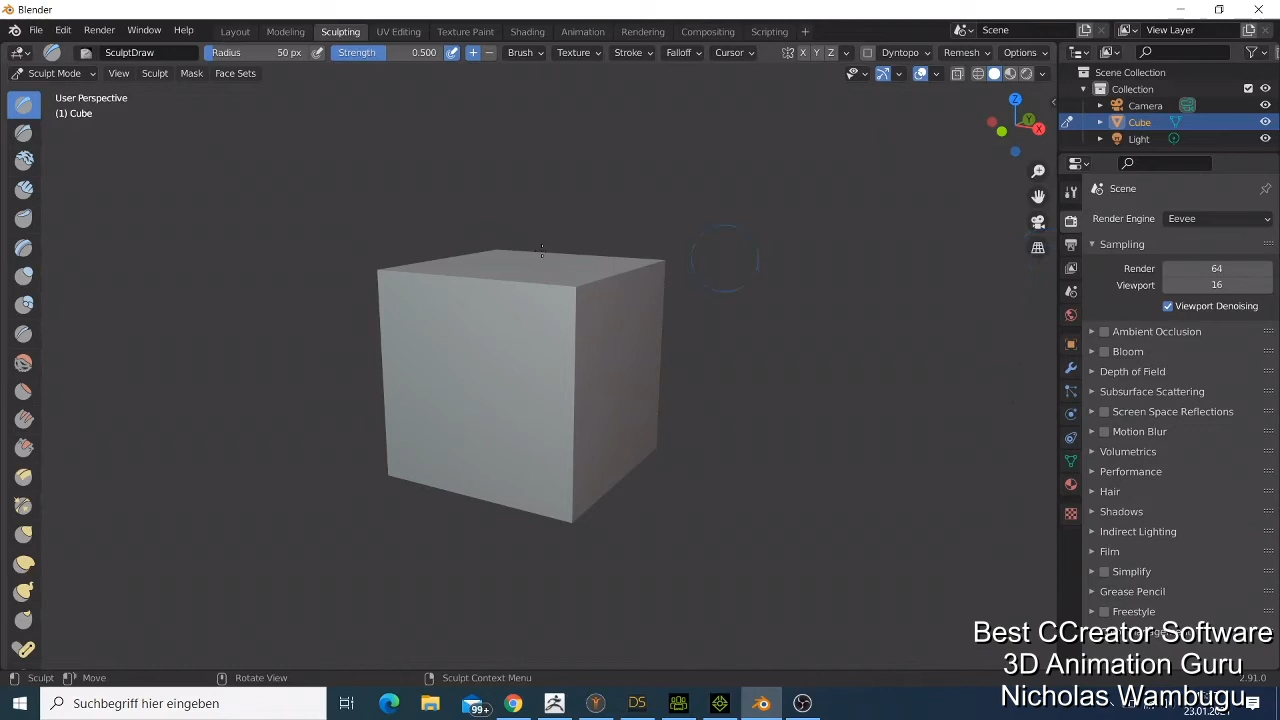 Blender
File Edit Render Window Help
Layout Modeling Sculpting UV Editing Texture Paint Shading Animation Rendering Compositing Scripting +
Scene
View Layer
SculptDraw Radius 50 px Strength 0.500 Brush Texture Stroke Falloff Cursor X Y Z Dyntopo Remesh Options
Sculpt Mode View Sculpt Mask Face Sets
User Perspective
(1) Cube
Z
Y
X
Scene Collection
Collection
Camera
Cube
Light
Scene
Render Engine Eevee
Sampling
Render 64
Viewport 16
Viewport Denoising
Ambient Occlusion
Bloom
Depth of Field
Subsurface Scattering
Screen Space Reflections
Motion Blur
Volumetrics
Performance
Hair
Shadows
Indirect Lighting
Film
Simplify
Grease Pencil
Freestyle
Best CCreator Software
3D Animation Guru
Nicholas Wambugu
Sculpt Move Rotate View Sculpt Context Menu 2.91.0
Suchbegriff hier eingeben
99+
DS